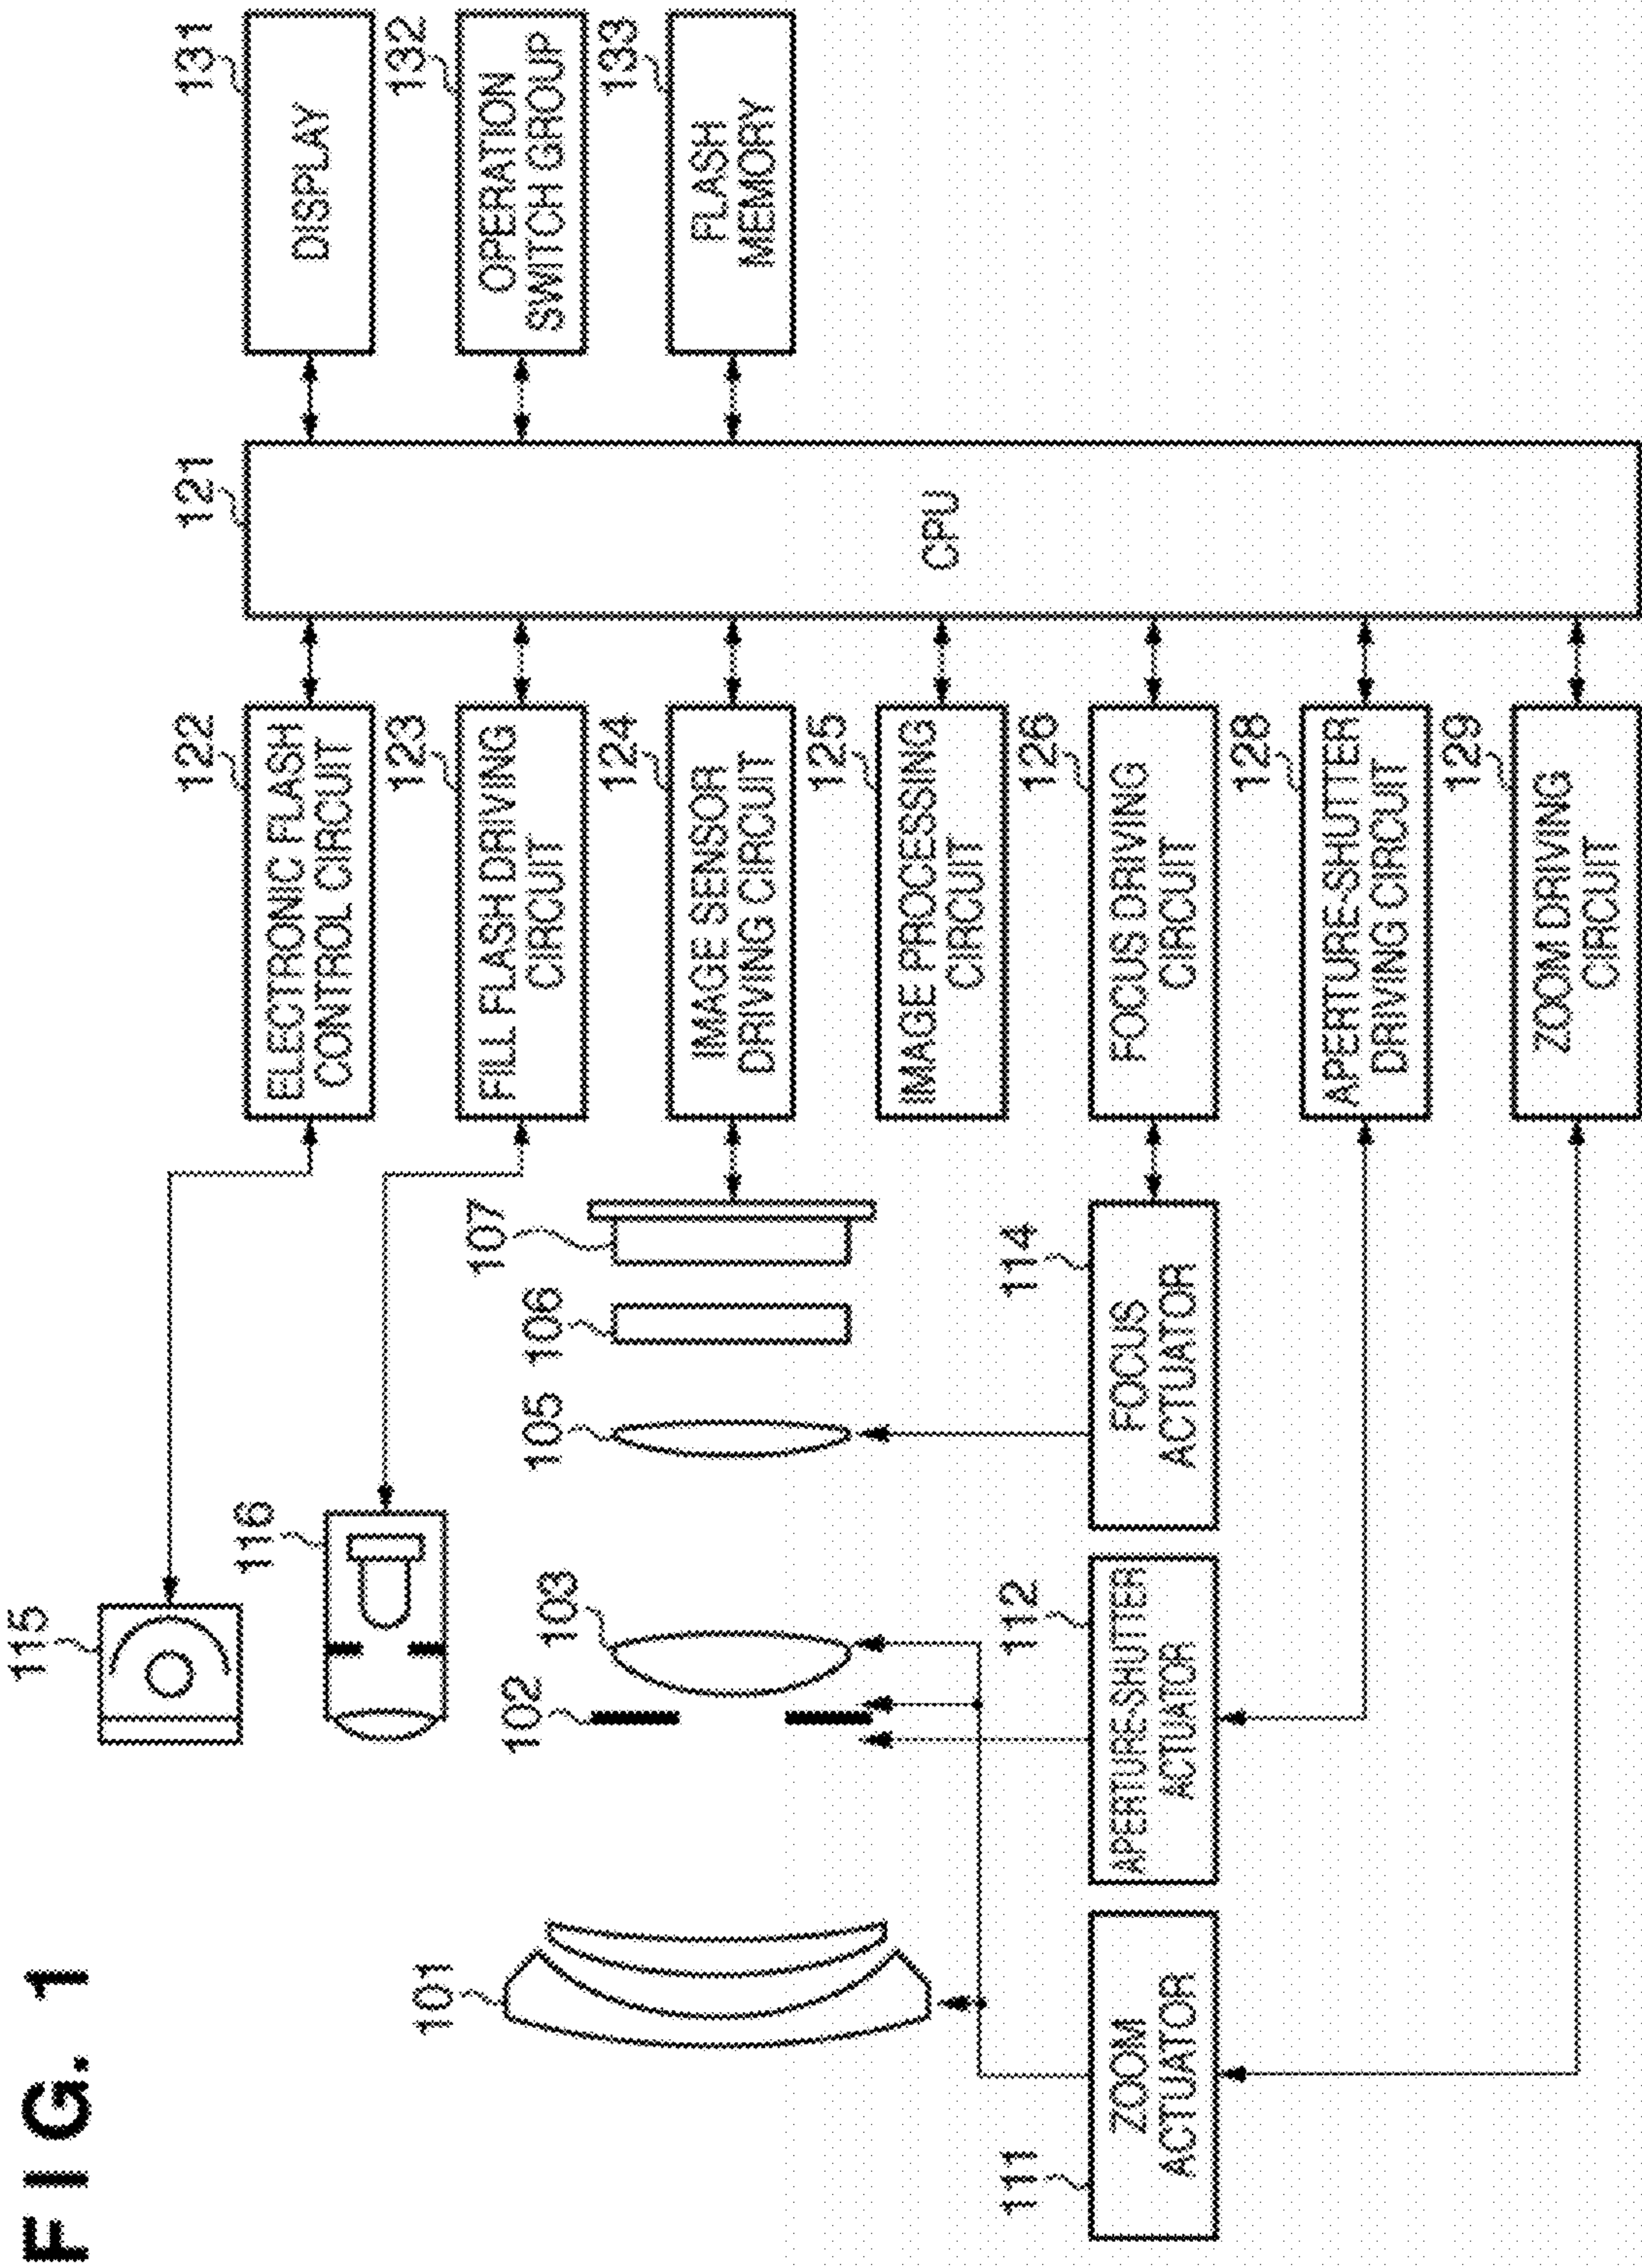 FIG. 1
115
116
101
102
103
105
106
107
111
ZOOM
ACTUATOR
112
APERTURE-SHUTTER
ACTUATOR
114
FOCUS
ACTUATOR
122
ELECTRONIC FLASH
CONTROL CIRCUIT
123
FILL FLASH DRIVING
CIRCUIT
124
IMAGE SENSOR
DRIVING CIRCUIT
125
IMAGE PROCESSING
CIRCUIT
126
FOCUS DRIVING
CIRCUIT
128
APERTURE-SHUTTER
DRIVING CIRCUIT
129
ZOOM DRIVING
CIRCUIT
121
CPU
131
DISPLAY
132
OPERATION
SWITCH GROUP
133
FLASH
MEMORY